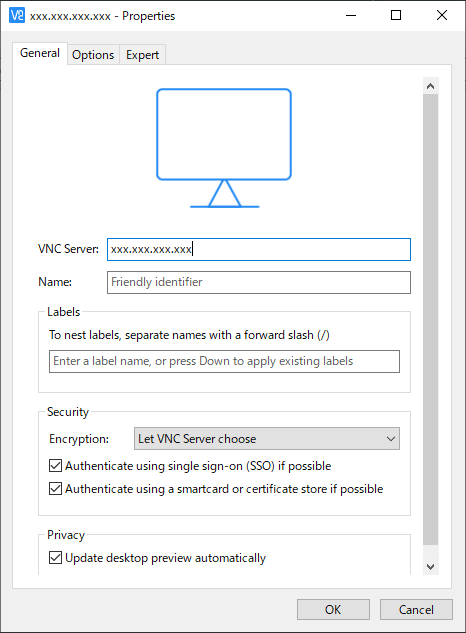 V2 xxx.xxx.xxx.xxx - Properties
General Options Expert
VNC Server: xxx.xxx.xxx.xxx
Name: Friendly identifier
Labels
To nest labels, separate names with a forward slash (/)
Enter a label name, or press Down to apply existing labels
Security
Encryption: Let VNC Server choose
Authenticate using single sign-on (SSO) if possible
Authenticate using a smartcard or certificate store if possible
Privacy
Update desktop preview automatically
OK Cancel